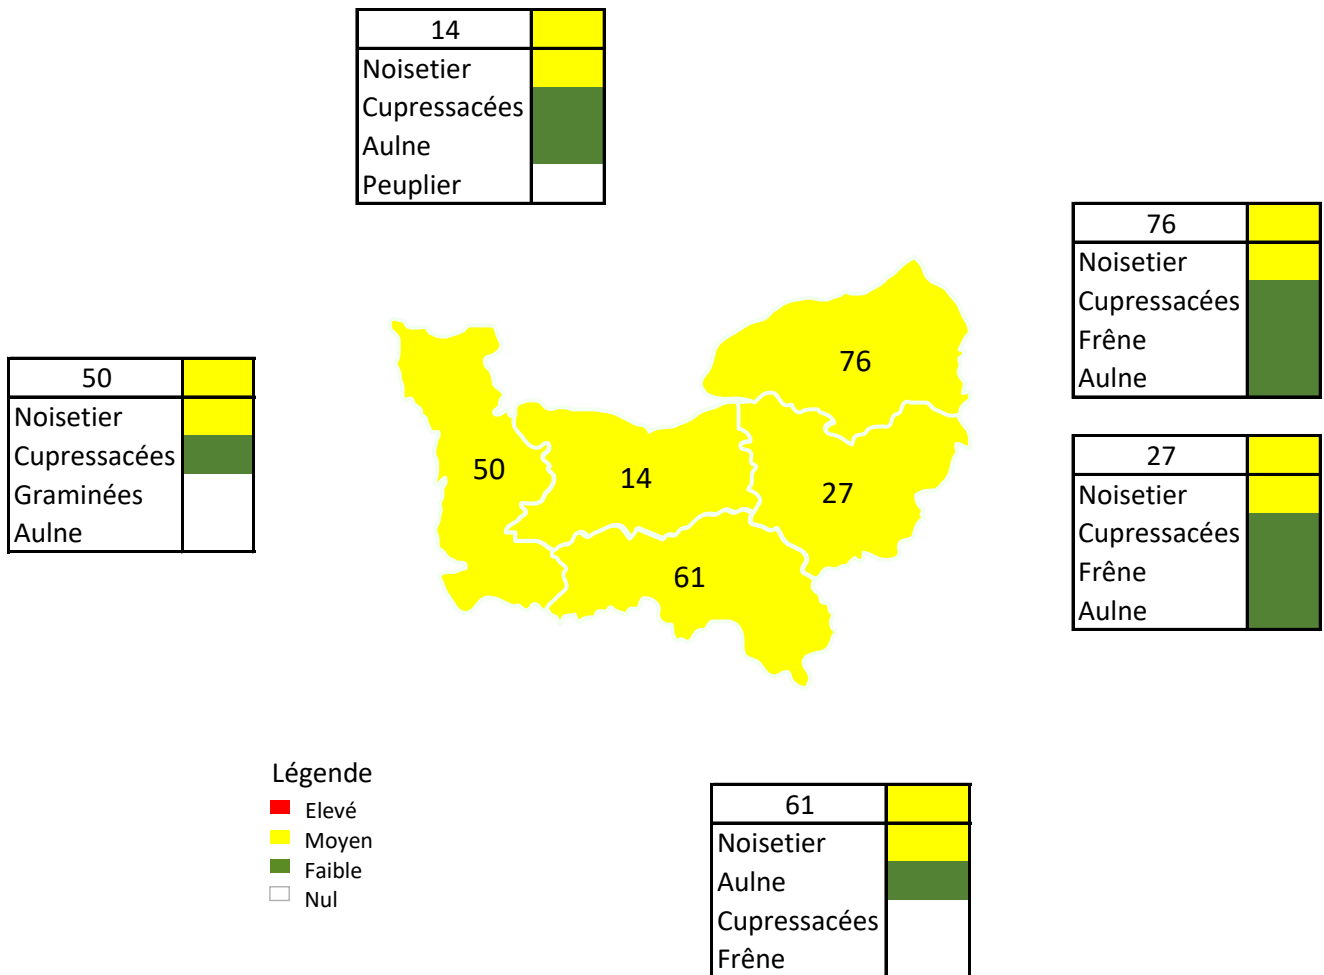 14
Noisetier
Cupressacées
Aulne
Peuplier
76
Noisetier
Cupressacées
Frêne
Aulne
50
Noisetier
Cupressacées
Graminées
Aulne
27
Noisetier
Cupressacées
Frêne
Aulne
76
50
14
27
61
Légende
Elevé
Moyen
Faible
Nul
61
Noisetier
Aulne
Cupressacées
Frêne